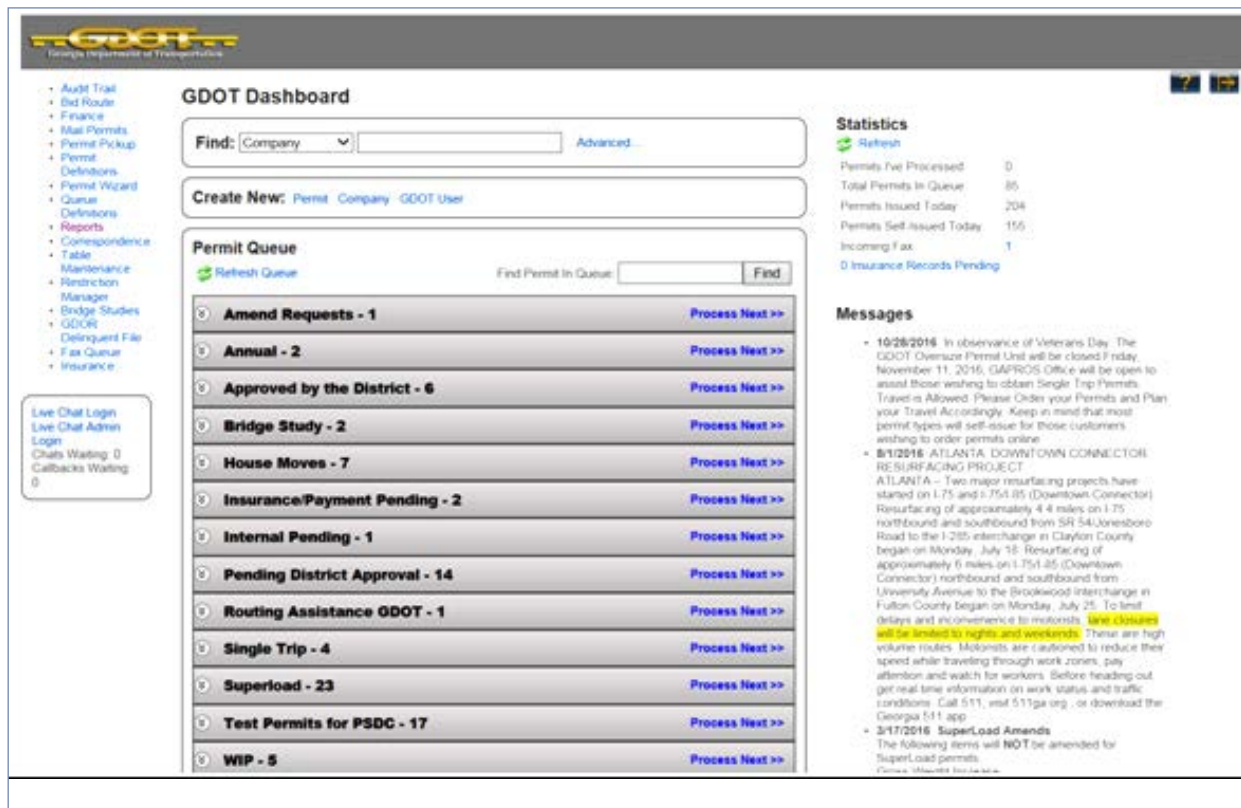 GDOT
Georgia Department of Transportation
Audit Trail
Bid Route
Finance
Mail Permits
Permit Pickup
Permit
Definitions
Permit Wizard
Queue
Definitions
Reports
Correspondence
Table
Maintenance
Restriction
Manager
Bridge Studies
GDOR
Delinquent File
Fax Queue
Insurance
Live Chat Login
Live Chat Admin
Login
Chats Waiting: 0
Callbacks Waiting:
0
GDOT Dashboard
Find: Company Advanced...
Create New: Permit Company GDOT User
Permit Queue
Refresh Queue Find Permit In Queue: Find
Amend Requests - 1 Process Next >>
Annual - 2 Process Next >>
Approved by the District - 6 Process Next >>
Bridge Study - 2 Process Next >>
House Moves - 7 Process Next >>
Insurance/Payment Pending - 2 Process Next >>
Internal Pending - 1 Process Next >>
Pending District Approval - 14 Process Next >>
Routing Assistance GDOT - 1 Process Next >>
Single Trip - 4 Process Next >>
Superload - 23 Process Next >>
Test Permits for PSDC - 17 Process Next >>
WIP - 5 Process Next >>
?
Statistics
Refresh
Permits I've Processed 0
Total Permits In Queue 85
Permits Issued Today 204
Permits Self-Issued Today 155
Incoming Fax 1
0 Insurance Records Pending
Messages
10/28/2016 In observance of Veterans Day. The
GDOT Oversize Permit Unit will be closed Friday,
November 11, 2016, GAPROS Office will be open to
assist those wishing to obtain Single Trip Permits.
Travel is Allowed. Please Order your Permits and Plan
your Travel Accordingly. Keep in mind that most
permit types will self-issue for those customers
wishing to order permits online
8/1/2016 ATLANTA DOWNTOWN CONNECTOR
RESURFACING PROJECT
ATLANTA – Two major resurfacing projects have
started on I-75 and I-75/I-85 (Downtown Connector).
Resurfacing of approximately 4.4 miles on I-75
northbound and southbound from SR 54/Jonesboro
Road to the I-285 interchange in Clayton County
began on Monday, July 18. Resurfacing of
approximately 6 miles on I-75/I-85 (Downtown
Connector) northbound and southbound from
University Avenue to the Brookwood Interchange in
Fulton County began on Monday, July 25. To limit
delays and inconvenience to motorists, lane closures
will be limited to nights and weekends. These are high
volume routes. Motorists are cautioned to reduce their
speed while traveling through work zones, pay
attention and watch for workers. Before heading out
get real-time information on work status and traffic
conditions. Call 511, visit 511ga.org , or download the
Georgia 511 app
3/17/2016 SuperLoad Amends
The following items will NOT be amended for
SuperLoad permits
Gross Weight Increase